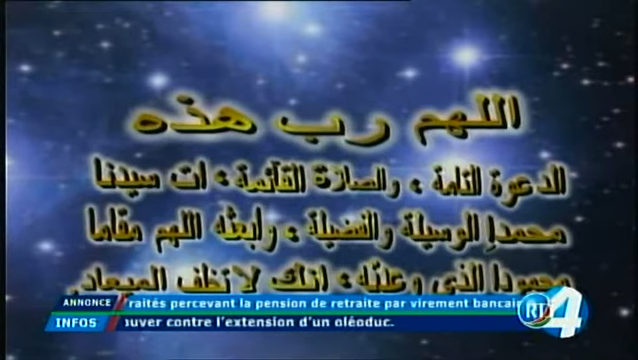 اللهم رب هذه
الدعوة التامة ، والصلاة القائمة ، ات سيدنا
محمدا الوسيلة والفضيلة ، وابعثه اللهم مقاما
محمودا الذي وعدته ، انك لا تخلف الميعاد.
ANNONCE raités percevant la pension de retraite par virement bancair
INFOS ouver contre l'extension d'un oléoduc.
RT 4